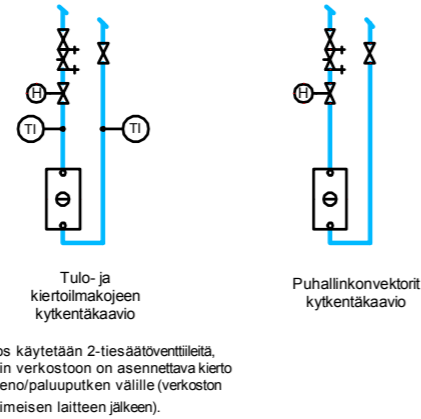 H
TI
TI
H
Tulo- ja
kiertoilmakojeen
kytkentäkaavio
Puhallinkonvektorit
kytkentäkaavio
os käytetään 2-tiesäätöventtiileitä,
in verkostoon on asennettava kierto
eno/paluuputken välille (verkoston
imeisen laitteen jälkeen).